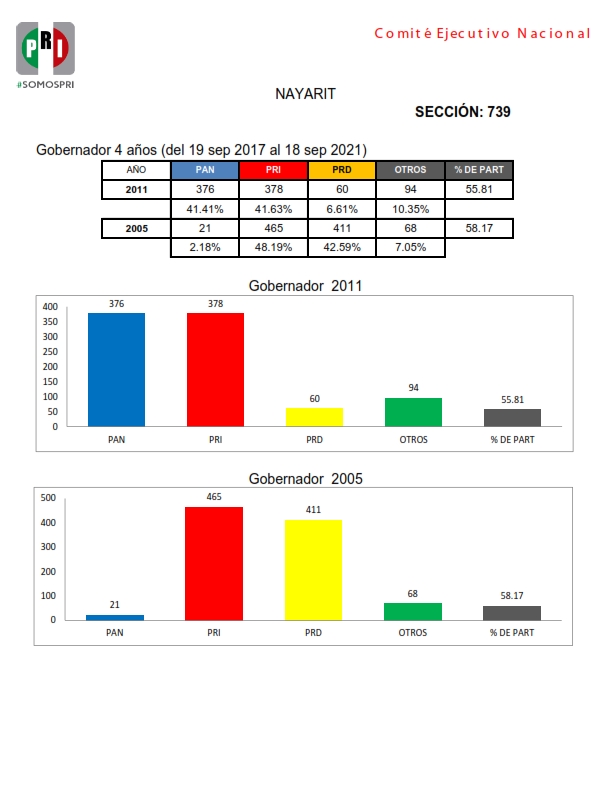 Comité Ejecutivo Nacional
PRI
#SOMOSPRI
NAYARIT
SECCIÓN: 739
Gobernador 4 años (del 19 sep 2017 al 18 sep 2021)
AÑO PAN PRI PRD OTROS % DE PART
2011 376 378 60 94 55.81
41.41% 41.63% 6.61% 10.35%
2005 21 465 411 68 58.17
2.18% 48.19% 42.59% 7.05%
Gobernador 2011
400
350
300
250
200
150
100
50
0
376 378 60 94 55.81
PAN PRI PRD OTROS % DE PART
Gobernador 2005
500
400
300
200
100
0
21 465 411 68 58.17
PAN PRI PRD OTROS % DE PART